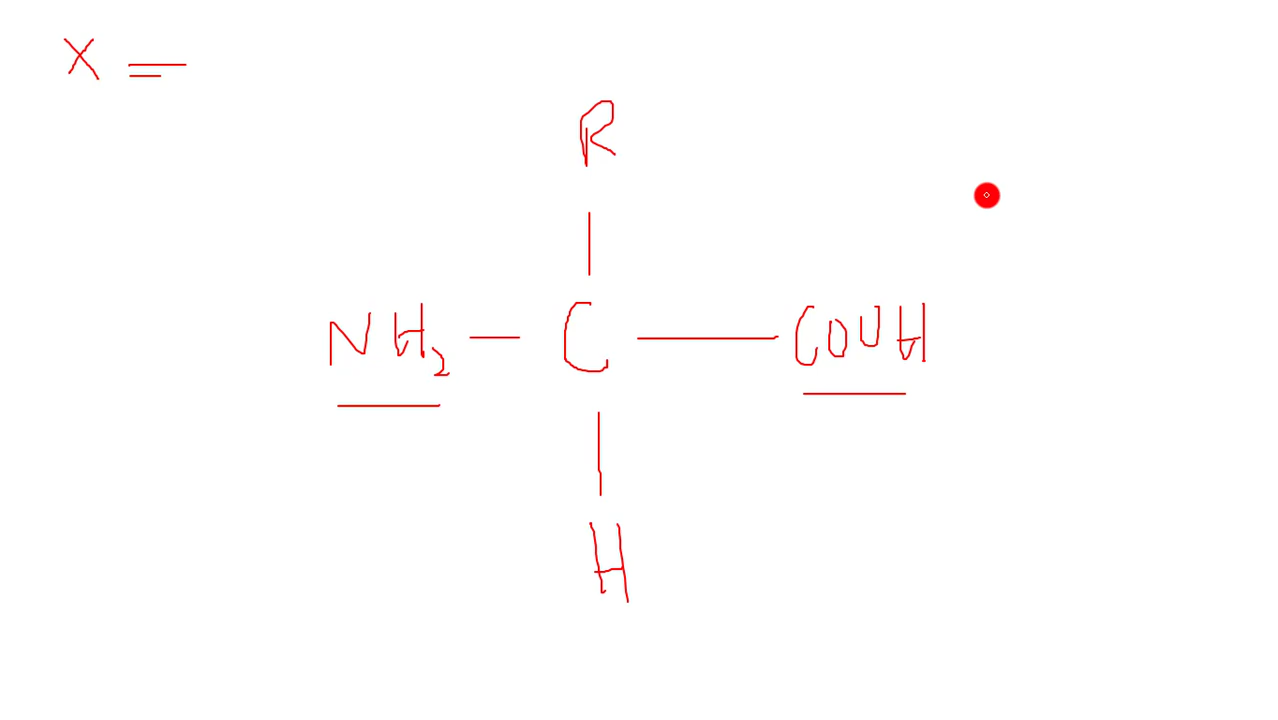 X =
R
NH2 - C - COOH
H